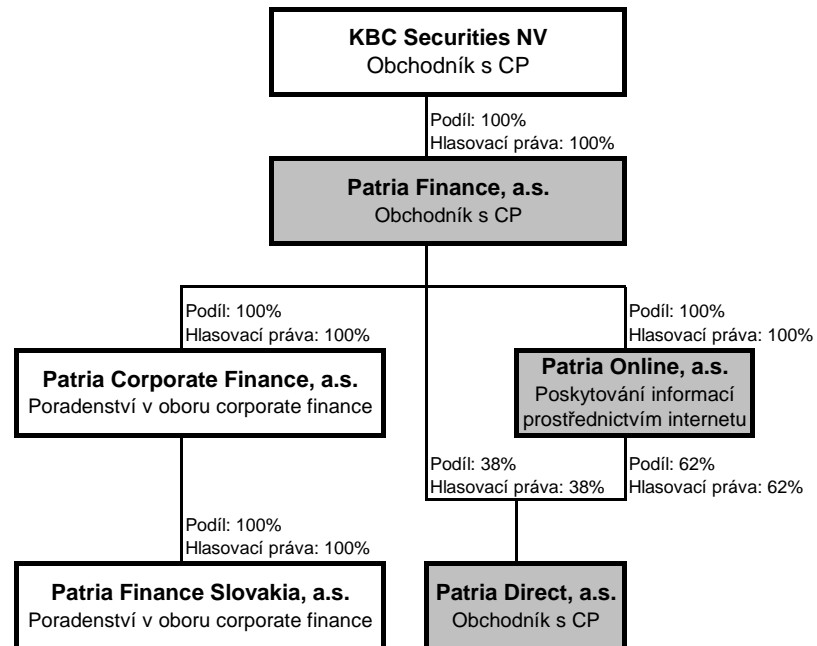 KBC Securities NV
Obchodník s CP
Podíl: 100%
Hlasovací práva: 100%
Patria Finance, a.s.
Obchodník s CP
Podíl: 100%
Hlasovací práva: 100%
Podíl: 100%
Hlasovací práva: 100%
Patria Corporate Finance, a.s.
Poradenství v oboru corporate finance
Patria Online, a.s.
Poskytování informací
prostřednictvím internetu
Podíl: 38%
Hlasovací práva: 38%
Podíl: 62%
Hlasovací práva: 62%
Podíl: 100%
Hlasovací práva: 100%
Patria Finance Slovakia, a.s.
Poradenství v oboru corporate finance
Patria Direct, a.s.
Obchodník s CP